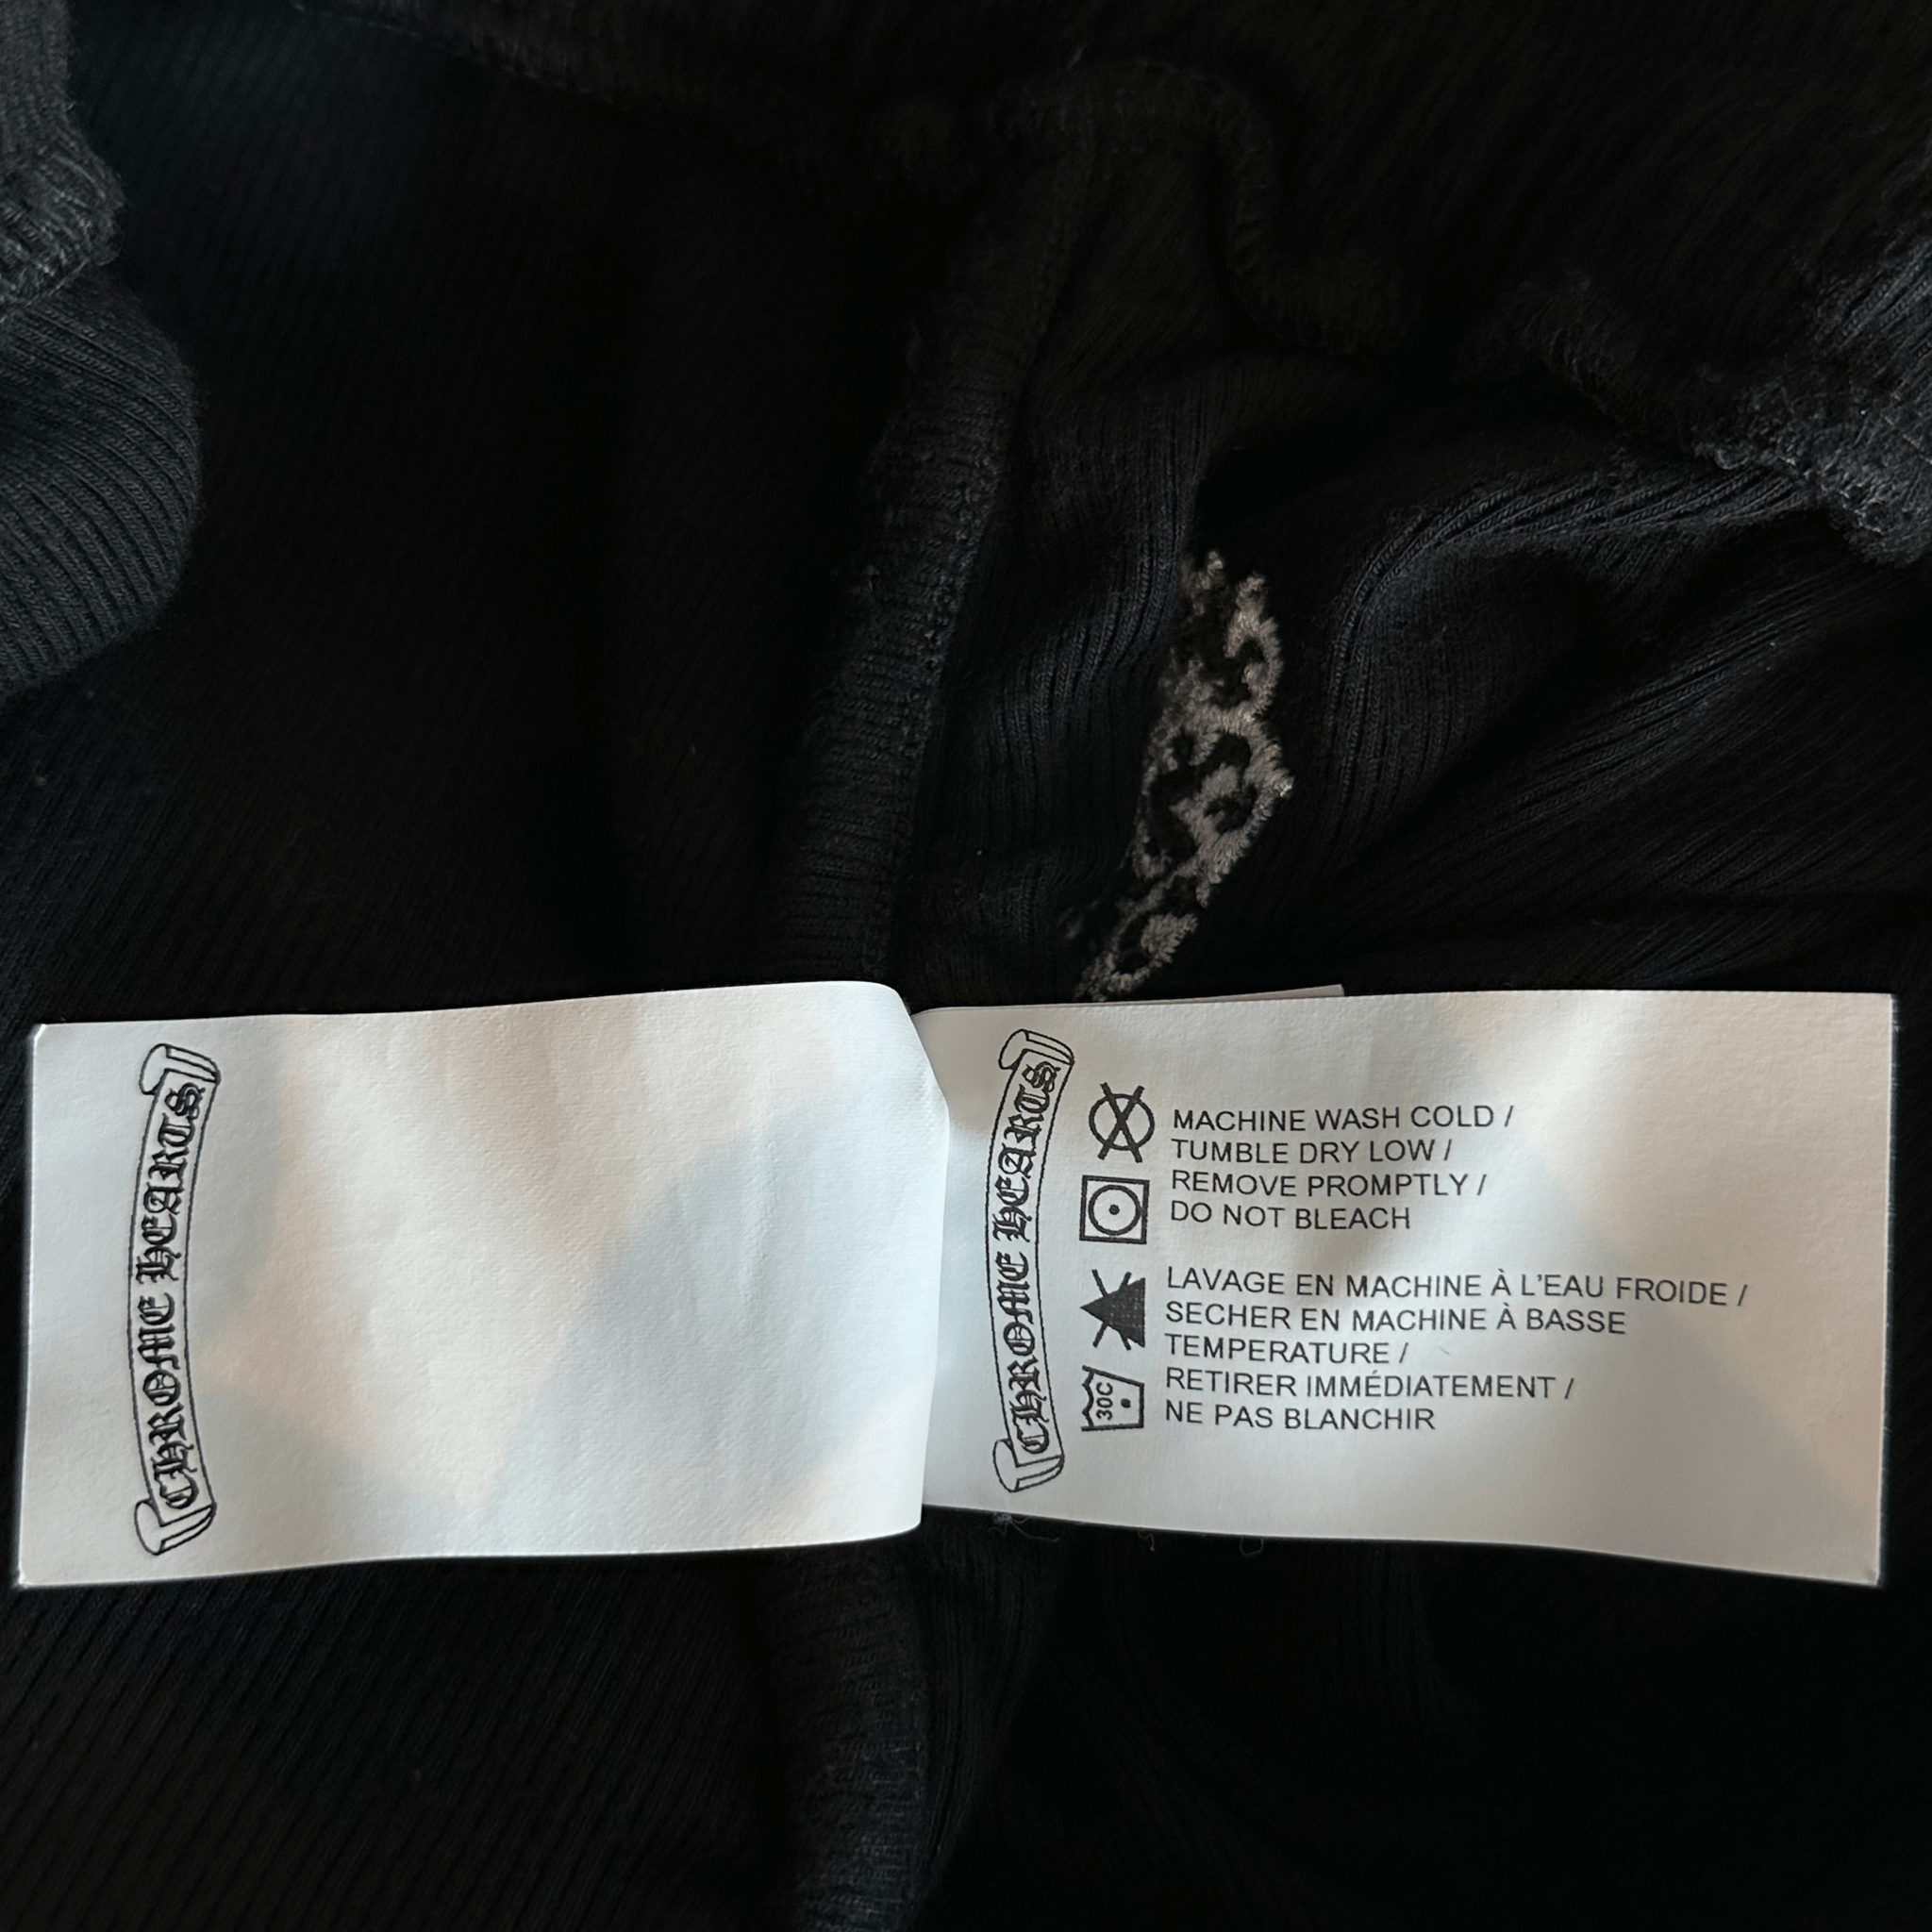 CHROME HEARTS
CHROME HEARTS
MACHINE WASH COLD /
TUMBLE DRY LOW /
REMOVE PROMPTLY /
DO NOT BLEACH
LAVAGE EN MACHINE À L'EAU FROIDE /
SECHER EN MACHINE À BASSE
TEMPERATURE /
RETIRER IMMÉDIATEMENT /
NE PAS BLANCHIR
30C